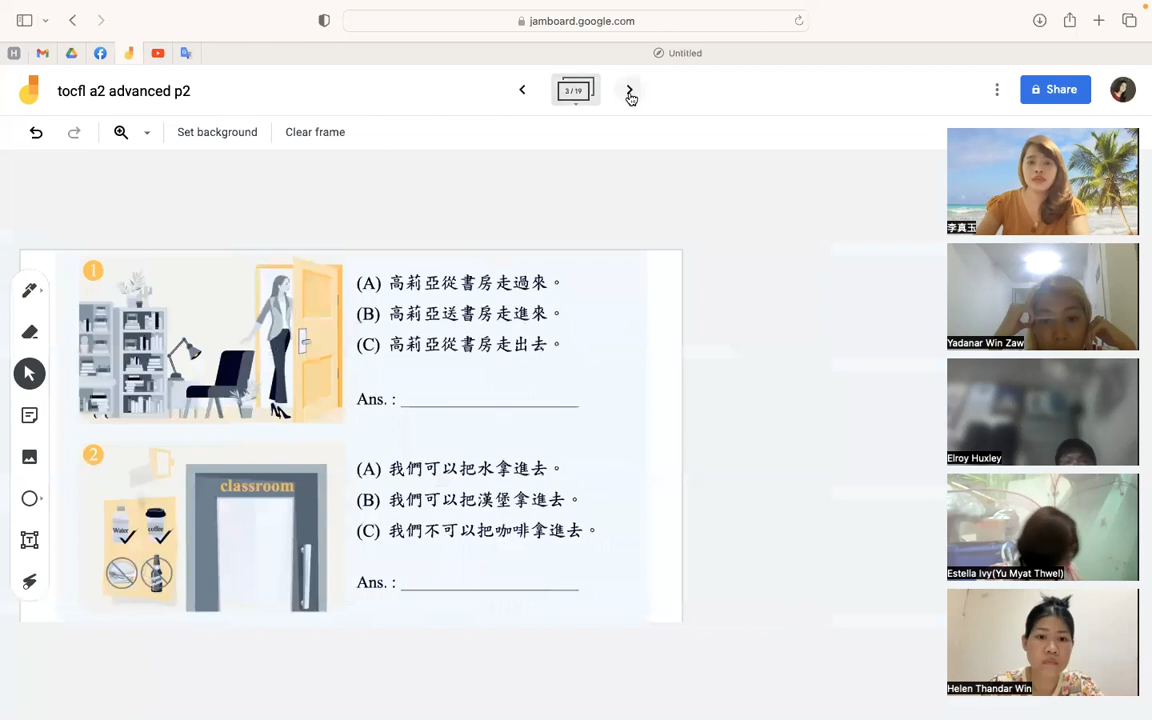 jamboard.google.com
Untitled
tocfl a2 advanced p2
3 / 19
Share
Set background
Clear frame
1
(A) 高莉亞從書房走過來。
(B) 高莉亞送書房走進來。
(C) 高莉亞從書房走出去。
Ans. : ____________________
2
classroom
Water
coffee
(A) 我們可以把水拿進去。
(B) 我們可以把漢堡拿進去。
(C) 我們不可以把咖啡拿進去。
Ans. : ____________________
李真玉
Yadanar Win Zaw
Elroy Huxley
Estella Ivy(Yu Myat Thwel)
Helen Thandar Win